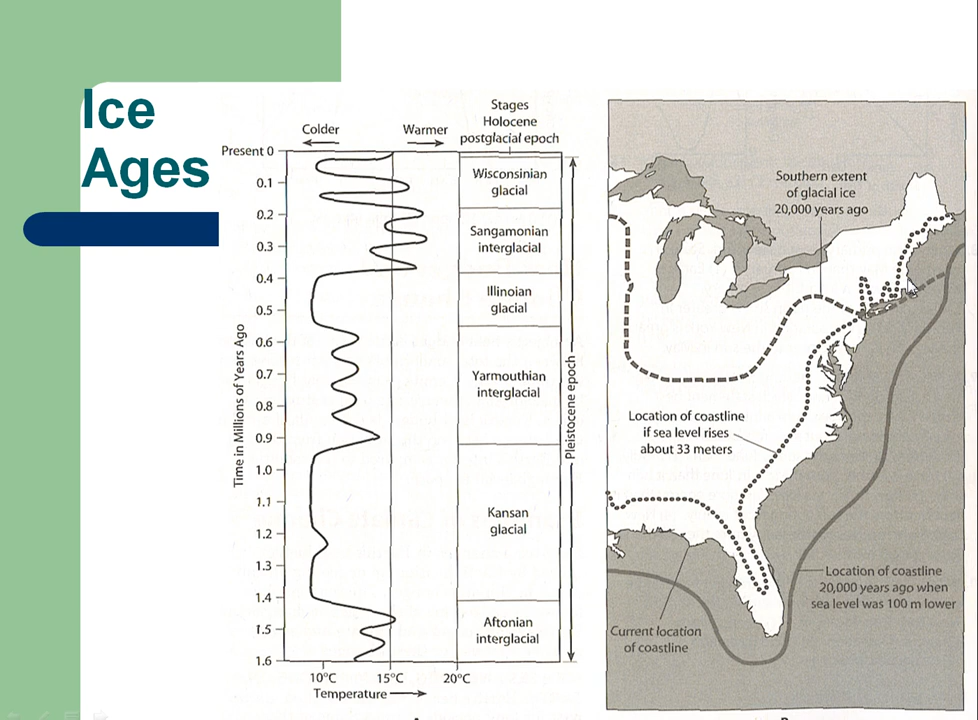 Ice
Ages
Stages
Holocene
postglacial epoch
Colder
Warmer
Present 0
0.1
0.2
0.3
0.4
0.5
0.6
0.7
0.8
0.9
1.0
1.1
1.2
1.3
1.4
1.5
1.6
Time in Millions of Years Ago
10°C
15°C
20°C
Temperature
Wisconsinian
glacial
Sangamonian
interglacial
Illinoian
glacial
Yarmouthian
interglacial
Kansan
glacial
Aftonian
interglacial
Pleistocene epoch
Southern extent
of glacial ice
20,000 years ago
Location of coastline
if sea level rises
about 33 meters
Location of coastline
20,000 years ago when
sea level was 100 m lower
Current location
of coastline